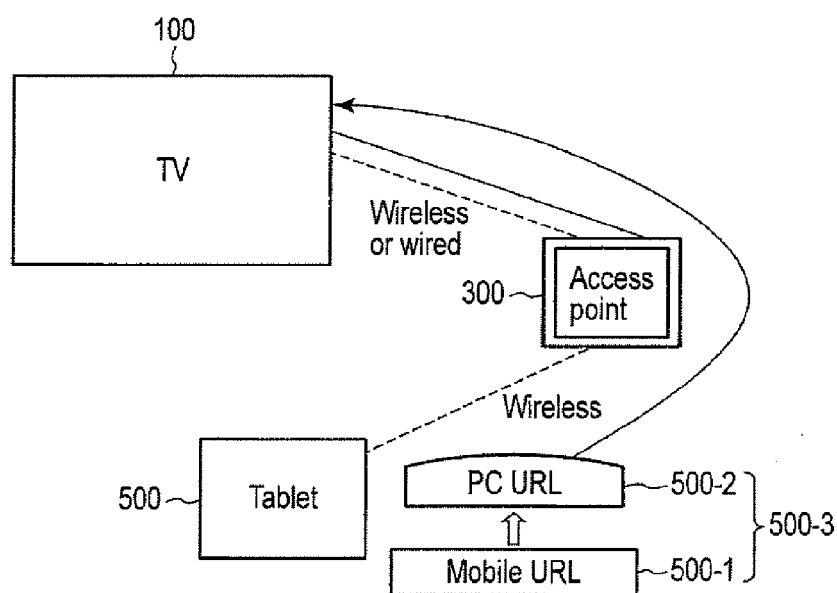 100
TV
Wireless
or wired
300
Access
point
Wireless
500
Tablet
PC URL
500-2
500-3
Mobile URL
500-1